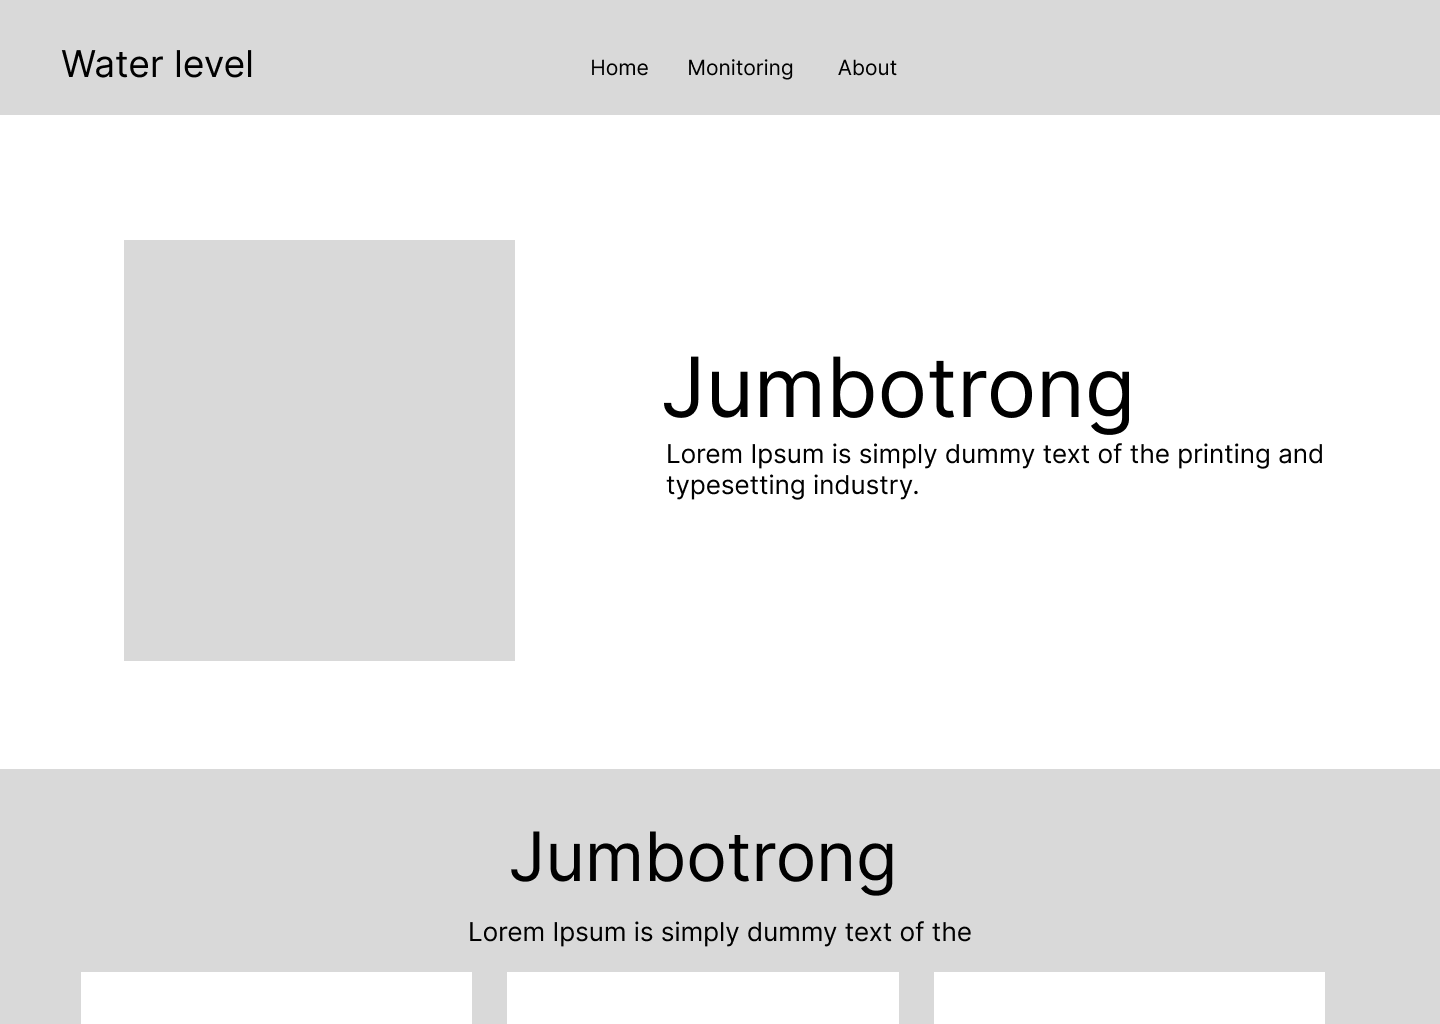 Water level
Home Monitoring About
Jumbotrong
Lorem Ipsum is simply dummy text of the printing and
typesetting industry.
Jumbotrong
Lorem Ipsum is simply dummy text of the